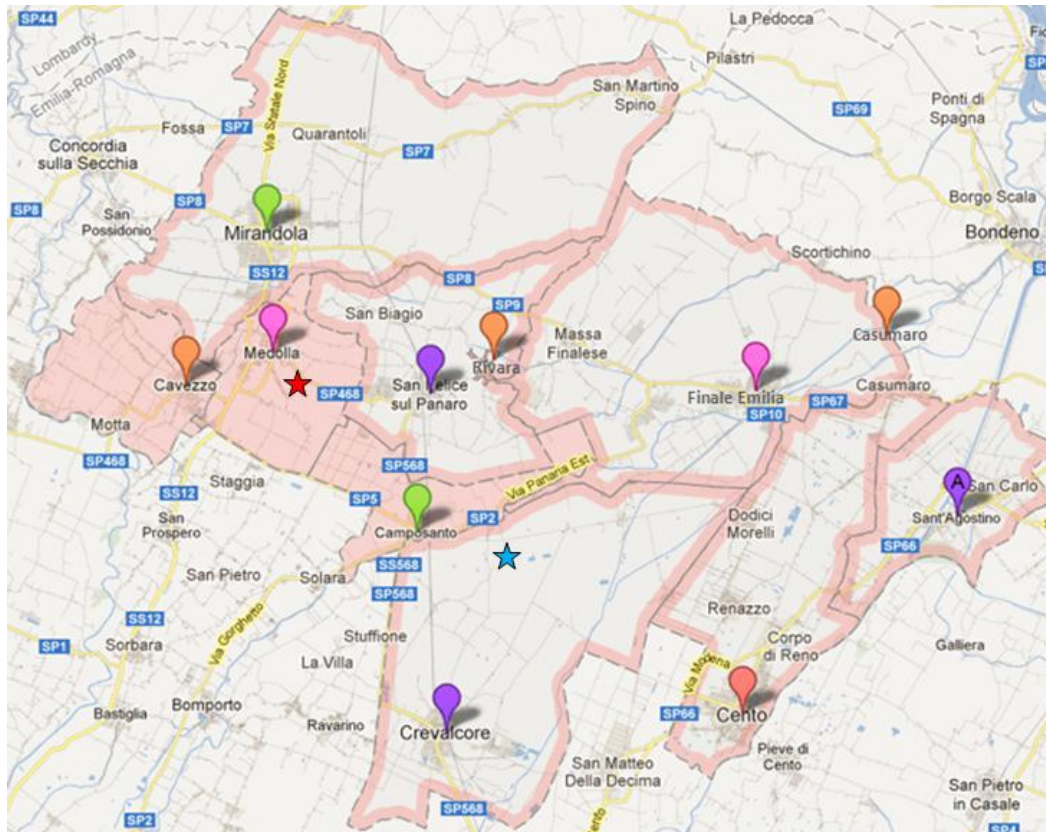 SP44
La Pedocca
Pilastri
Lombardy
Emilia-Romagna
Via Statale Nord
San Martino
Spino
SP69
Ponti di
Spagna
Fossa
SP7
Quarantoli
SP7
Concordia
sulla Secchia
SP8
SP8
San
Possidonio
Mirandola
Borgo Scala
Bondeno
SS12
SP8
Scortichino
SP9
San Biagio
Massa
Finalese
Casumaro
Medolla
Rivara
Cavezzo
SP468
San Felice
sul Panaro
Finale Emilia
Casumaro
SP67
SP10
Motta
SP468
SP568
Via Panaria Est
Staggia
SS12
SP5
SP2
A
San Carlo
Sant'Agostino
San
Prospero
Camposanto
Dodici
Morelli
SP66
SS568
San Pietro
Solara
SP568
SS12
Via Gorghetto
Renazzo
SP1
Sorbara
Stuffione
Corpo
di Reno
Galliera
La Villa
Via Modena
Bastiglia
Bomporto
Ravarino
Crevalcore
SP66
Cento
Pieve di
Cento
San Matteo
Della Decima
San Pietro
in Casale
SP2
SP568
SP4